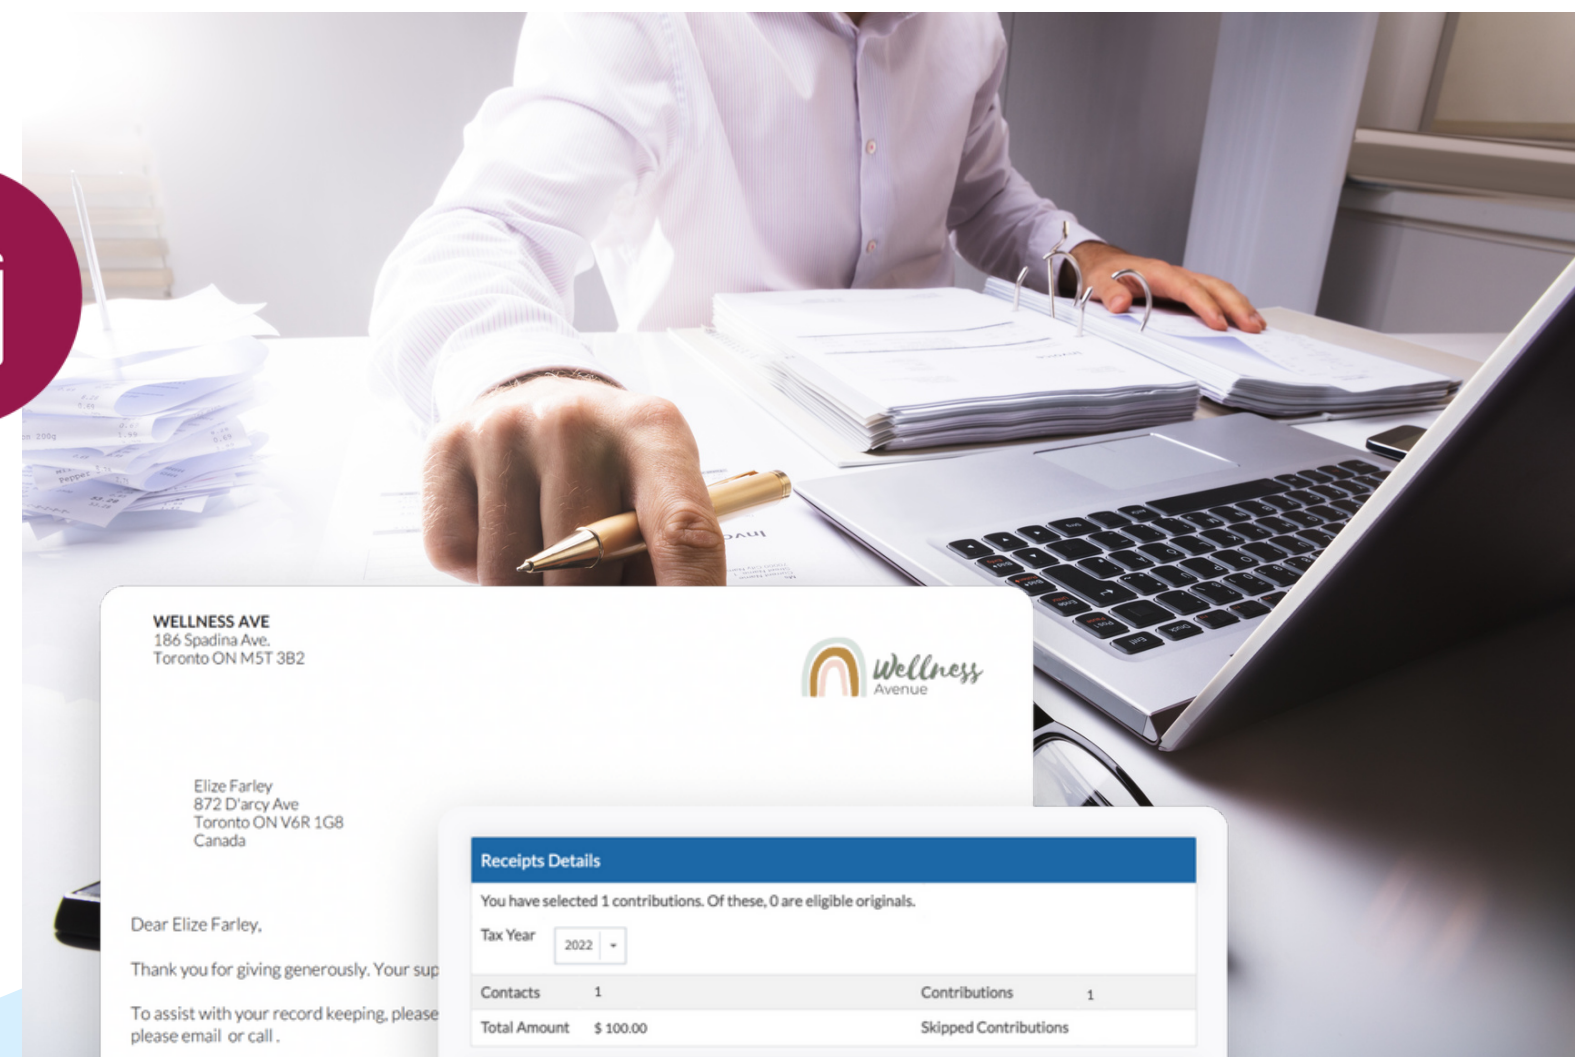 WELLNESS AVE
186 Spadina Ave.
Toronto ON M5T 3B2
Wellness
Avenue
Elize Farley
872 D'arcy Ave
Toronto ON V6R 1G8
Canada
Dear Elize Farley,
Thank you for giving generously. Your sup
To assist with your record keeping, please
please email or call .
Receipts Details
You have selected 1 contributions. Of these, 0 are eligible originals.
Tax Year 2022
Contacts 1 Contributions 1
Total Amount $ 100.00 Skipped Contributions